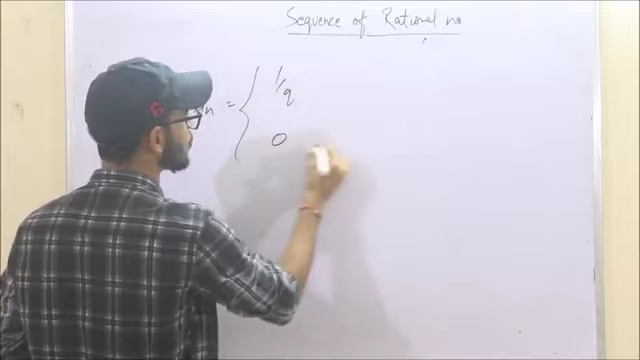 Sequence of Rational no
n = { 1/q
0